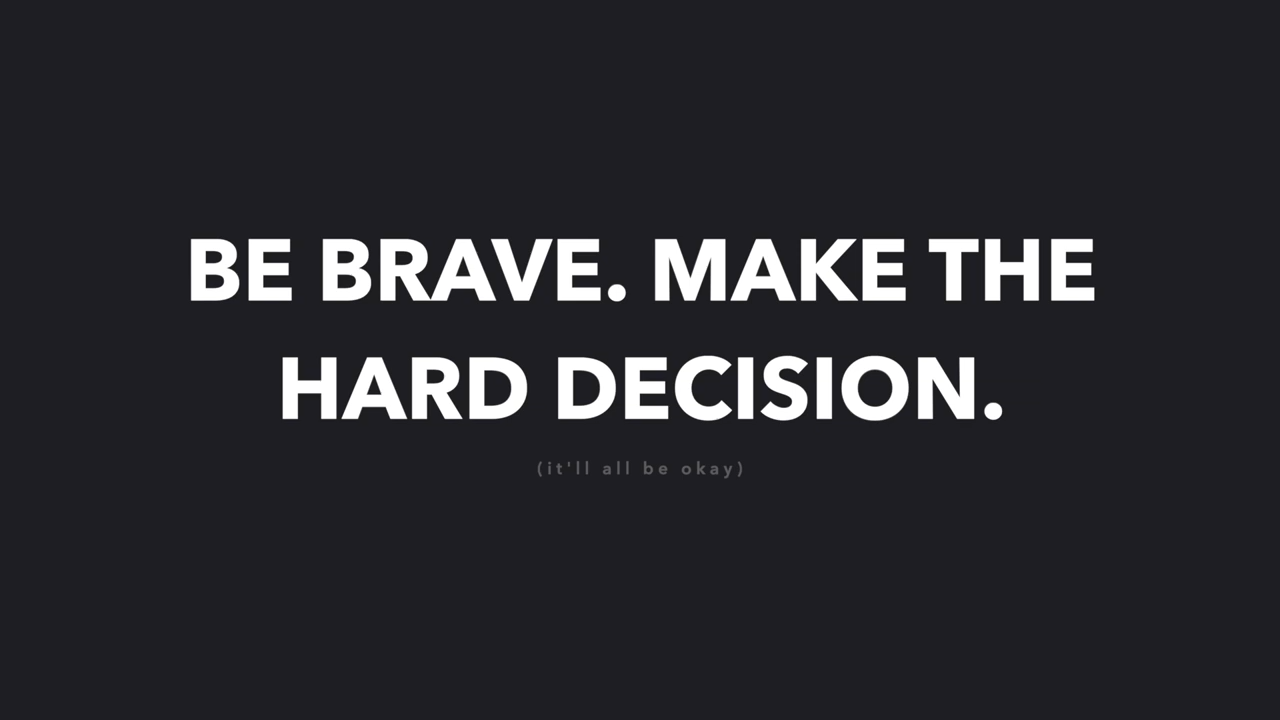 BE BRAVE. MAKE THE
HARD DECISION.
(it'll all be okay)